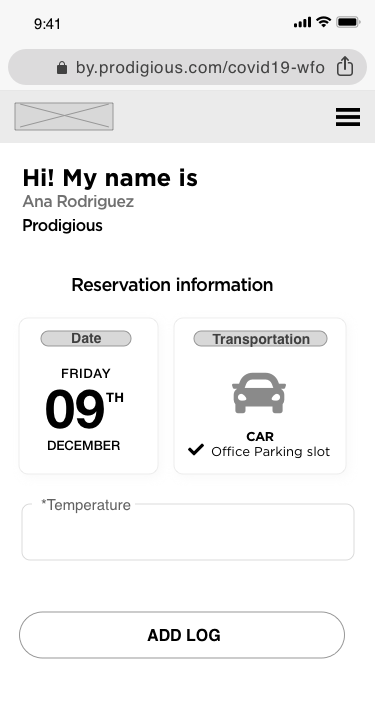 9:41
by.prodigious.com/covid19-wfo
Hi! My name is
Ana Rodriguez
Prodigious
Reservation information
Date
FRIDAY
09TH
DECEMBER
Transportation
CAR
Office Parking slot
*Temperature
ADD LOG